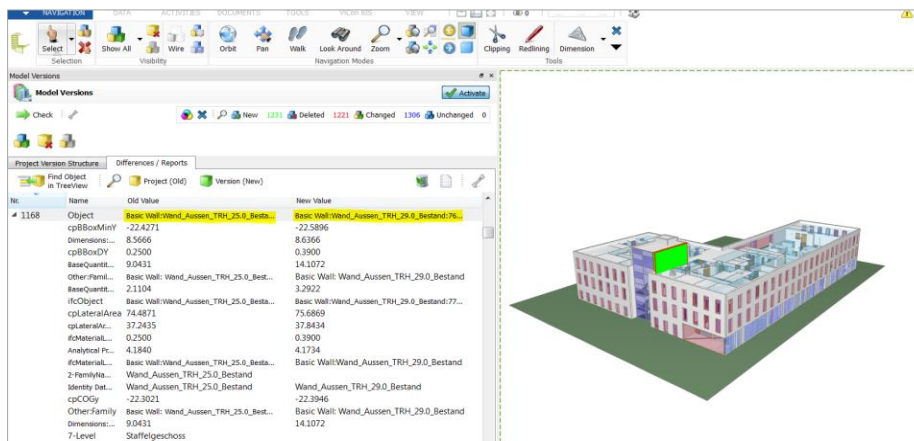 NAVIGATION DATA ACTIVITIES DOCUMENTS TOOLS ViCon BIS VIEW (0)
Select Show All Wire Orbit Pan Walk Look Around Zoom Clipping Redlining Dimension
Selection Visibility Navigation Modes Tools
Model Versions
Model Versions Activate
Check New 1231 Deleted 1221 Changed 1306 Unchanged 0
Project Version Structure Differences / Reports
Find Object in TreeView Project (Old) Version (New)
Nr. Name Old Value New Value
1168 Object Basic Wall:Wand_Aussen_TRH_25.0_Besta... Basic Wall:Wand_Aussen_TRH_29.0_Bestand:76...
cpBBoxMinY -22.4271 -22.5896
Dimensions:... 8.5666 8.6366
cpBBoxDY 0.2500 0.3900
BaseQuantit... 9.0431 14.1072
Other:Famil... Basic Wall: Wand_Aussen_TRH_25.0_Best... Basic Wall: Wand_Aussen_TRH_29.0_Bestand
BaseQuantit... 2.1104 3.2922
ifcObject Basic Wall:Wand_Aussen_TRH_25.0_Besta... Basic Wall:Wand_Aussen_TRH_29.0_Bestand:77...
cpLateralArea 74.4871 75.6869
cpLateralAr... 37.2435 37.8434
ifcMaterialL... 0.2500 0.3900
Analytical Pr... 4.1840 4.1734
ifcMaterialL... Basic Wall:Wand_Aussen_TRH_25.0_Besta... Basic Wall:Wand_Aussen_TRH_29.0_Bestand
2-FamilyNa... Wand_Aussen_TRH_25.0_Bestand
Identity Dat... Wand_Aussen_TRH_25.0_Bestand Wand_Aussen_TRH_29.0_Bestand
cpCOGy -22.3021 -22.3946
Other:Family Basic Wall: Wand_Aussen_TRH_25.0_Best... Basic Wall: Wand_Aussen_TRH_29.0_Bestand
Dimensions:... 9.0431 14.1072
7-Level Staffelgeschoss